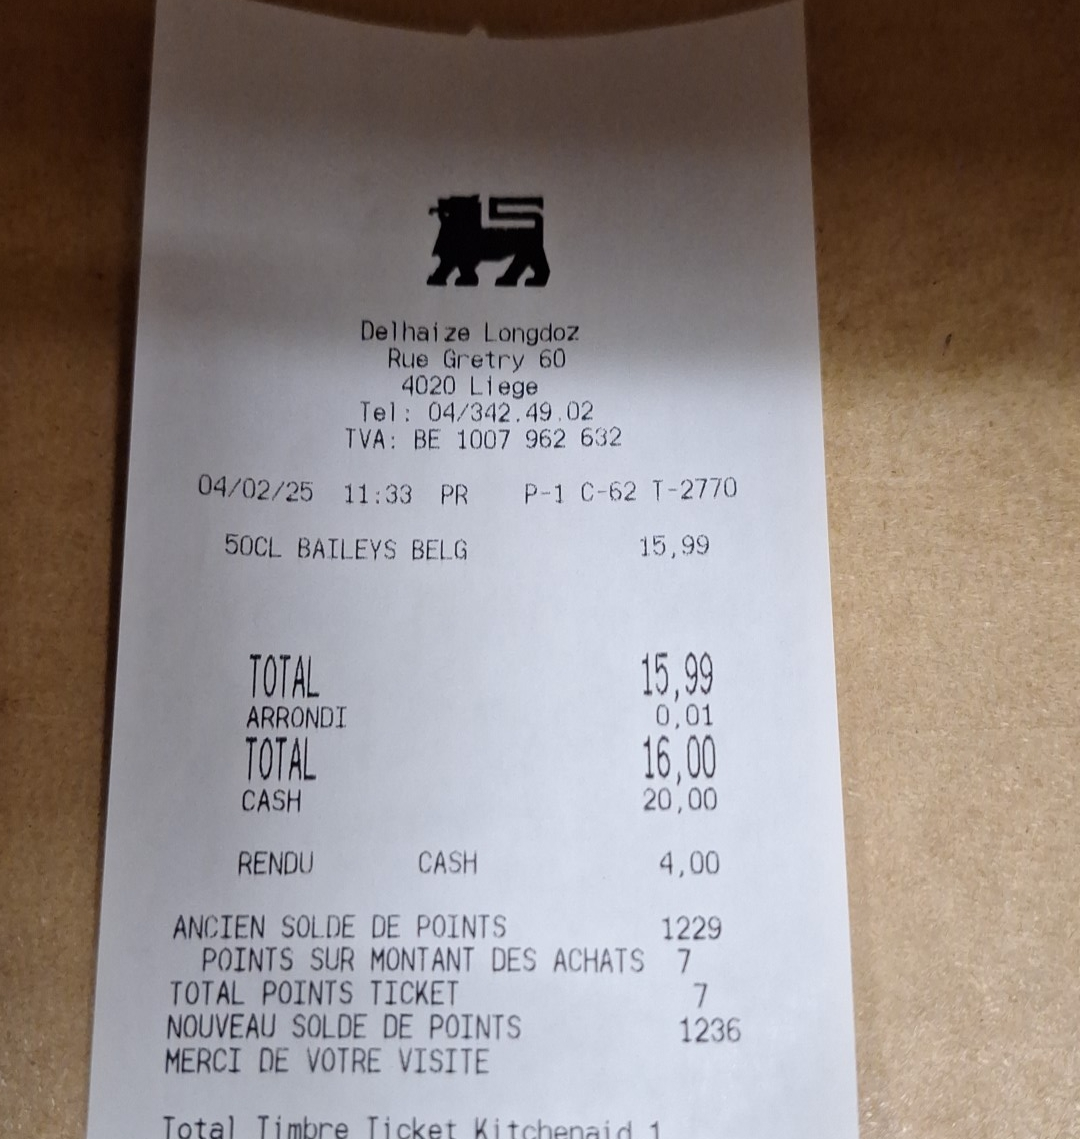 Delhaize Longdoz
Rue Gretry 60
4020 Liege
Tel: 04/342.49.02
TVA: BE 1007 962 632
04/02/25 11:33 PR P-1 C-62 T-2770
50CL BAILEYS BELG 15,99
TOTAL 15,99
ARRONDI 0,01
TOTAL 16,00
CASH 20,00
RENDU CASH 4,00
ANCIEN SOLDE DE POINTS 1229
POINTS SUR MONTANT DES ACHATS 7
TOTAL POINTS TICKET 7
NOUVEAU SOLDE DE POINTS 1236
MERCI DE VOTRE VISITE
Total Timbre Ticket Kitchenaid 1